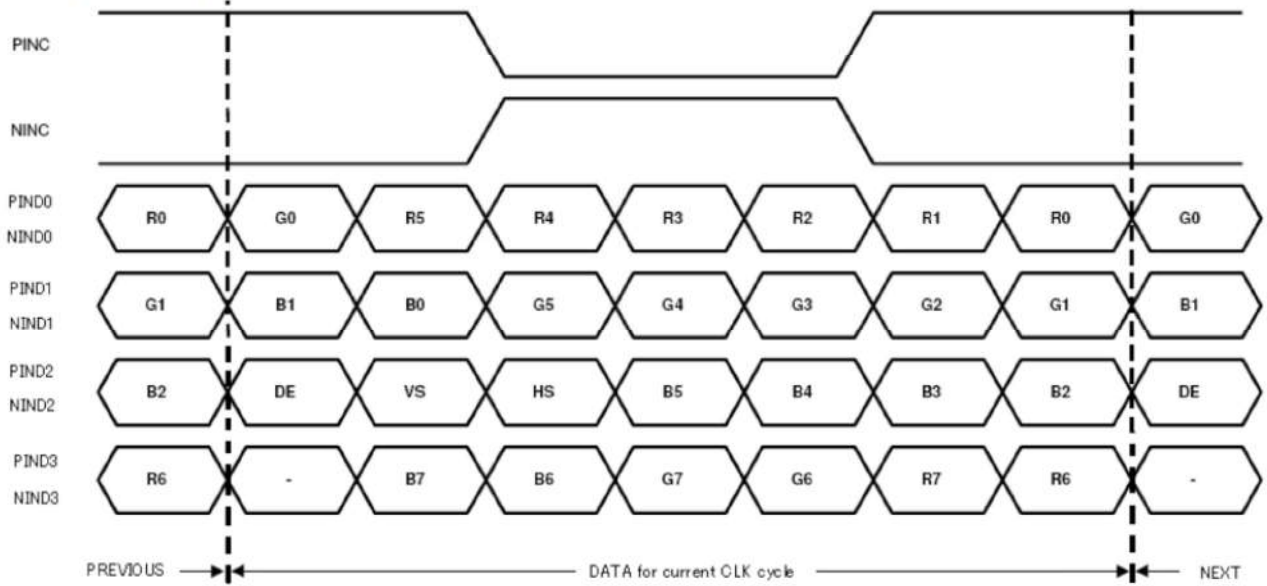 PINC
NINC
PIND0
R0 G0 R5 R4 R3 R2 R1 R0 G0
NIND0
PIND1
G1 B1 B0 G5 G4 G3 G2 G1 B1
NIND1
PIND2
B2 DE VS HS B5 B4 B3 B2 DE
NIND2
PIND3
R6 - B7 B6 G7 G6 R7 R6 -
NIND3
PREVIOUS DATA for current CLK cycle NEXT